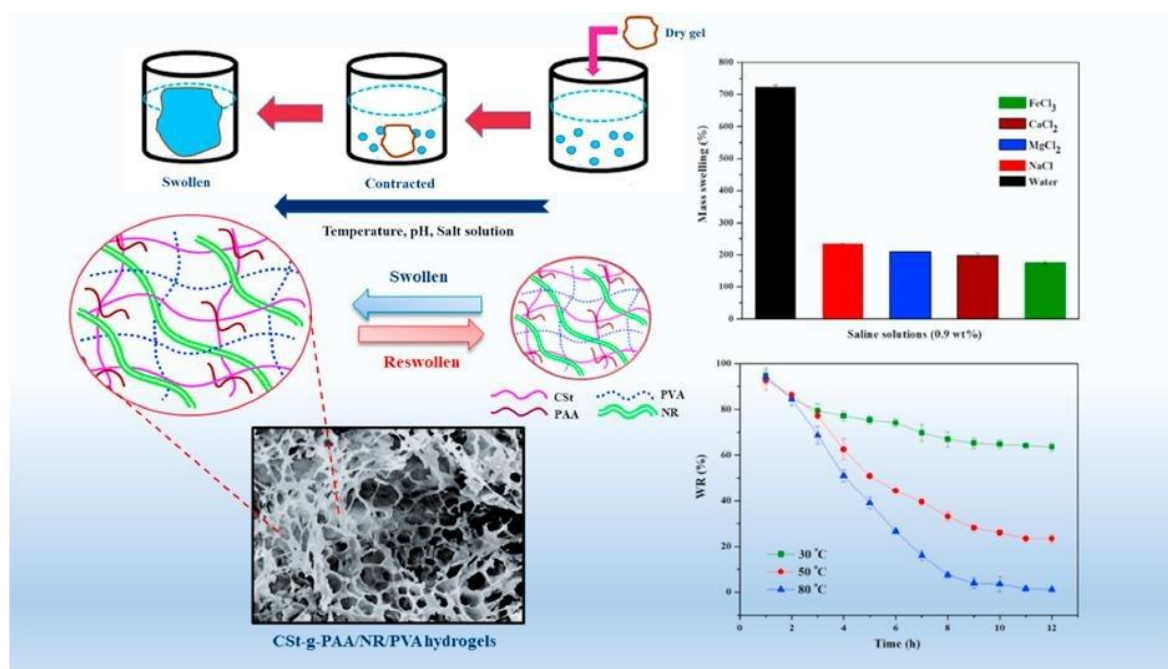 Dry gel
Swollen
Contracted
Temperature, pH, Salt solution
Swollen
Reswollen
CSt
PVA
PAA
NR
CSt-g-PAA/NR/PVA hydrogels
Mass swelling (%)
800
700
600
500
400
300
200
100
0
FeCl3
CaCl2
MgCl2
NaCl
Water
Saline solutions (0.9 wt%)
WR (%)
100
80
60
40
20
0
30 °C
50 °C
80 °C
0 2 4 6 8 10 12
Time (h)